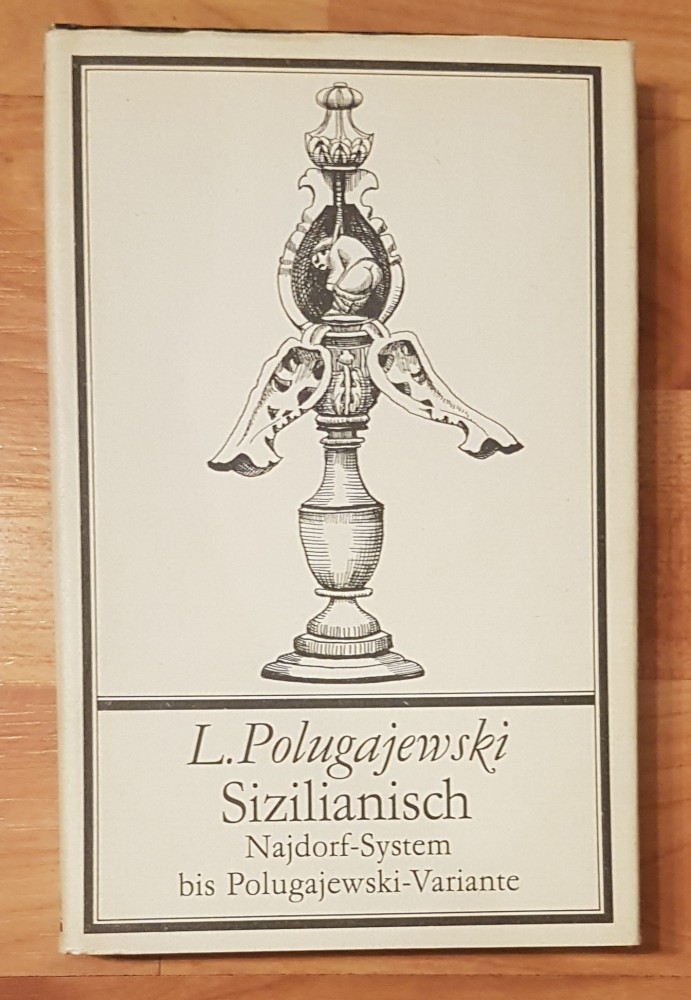 L. Polugajewski
Sizilianisch
Najdorf-System
bis Polugajewski-Variante